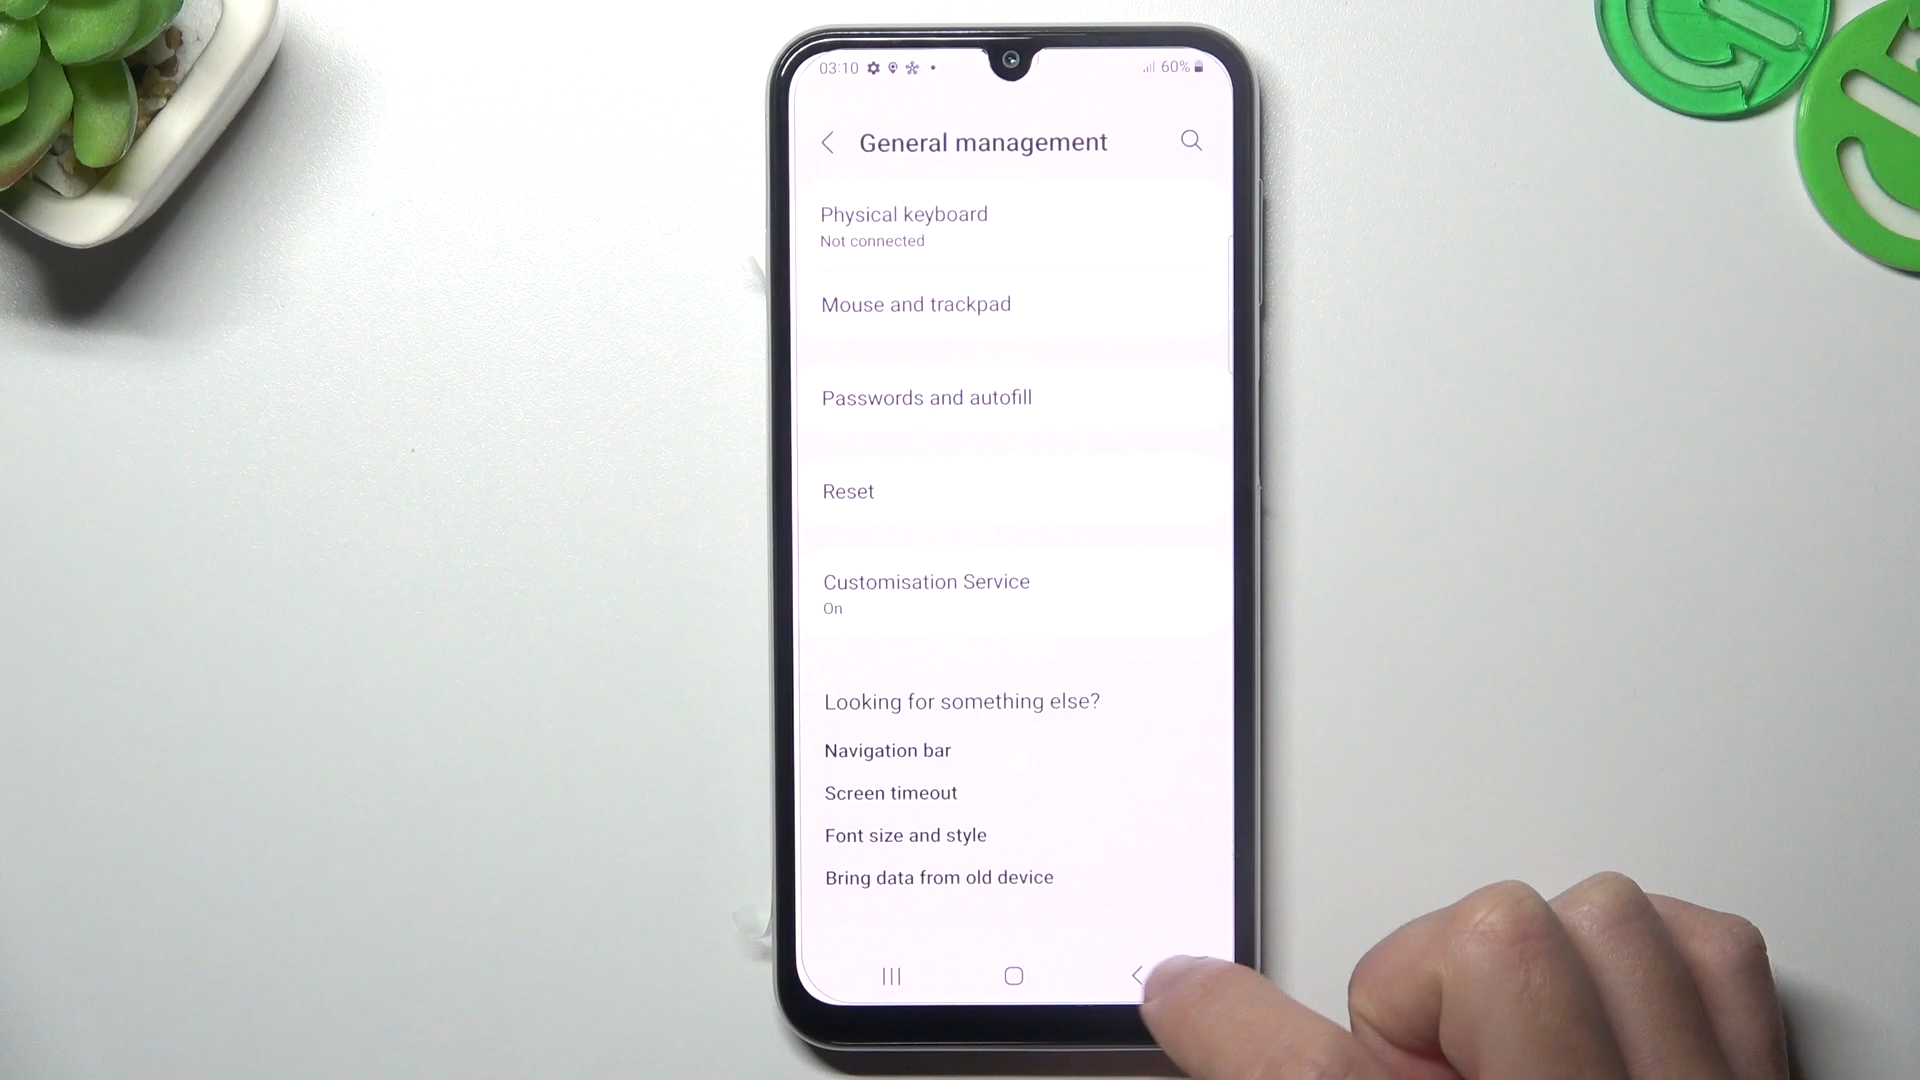 03:10
60%
General management
Physical keyboard
Not connected
Mouse and trackpad
Passwords and autofill
Reset
Customisation Service
On
Looking for something else?
Navigation bar
Screen timeout
Font size and style
Bring data from old device